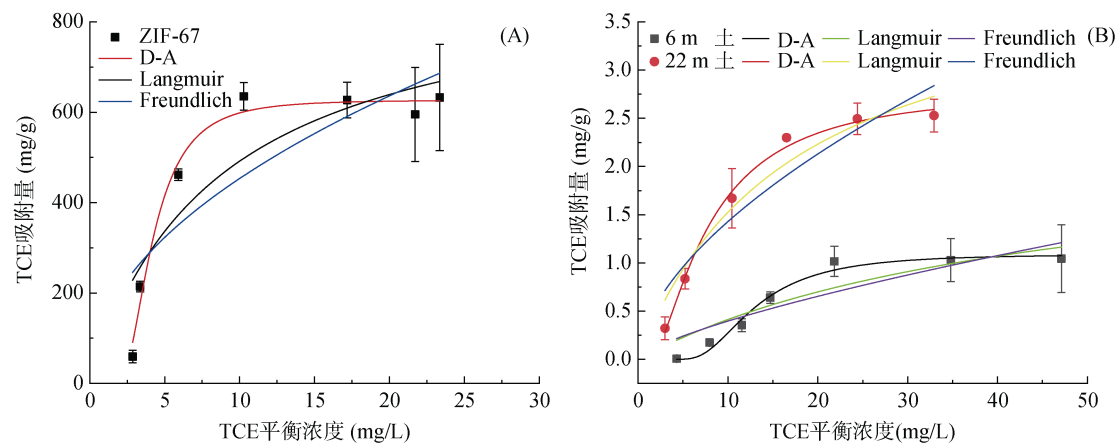 (A)
ZIF-67
D-A
Langmuir
Freundlich
TCE吸附量 (mg/g)
800
600
400
200
0
0 5 10 15 20 25 30
TCE平衡浓度 (mg/L)
(B)
6 m 土 D-A Langmuir Freundlich
22 m 土 D-A Langmuir Freundlich
TCE吸附量 (mg/g)
3.5
3.0
2.5
2.0
1.5
1.0
0.5
0.0
0 10 20 30 40 50
TCE平衡浓度(mg/L)